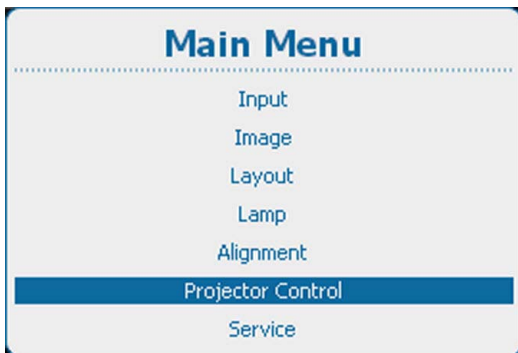 Main Menu
Input
Image
Layout
Lamp
Alignment
Projector Control
Service